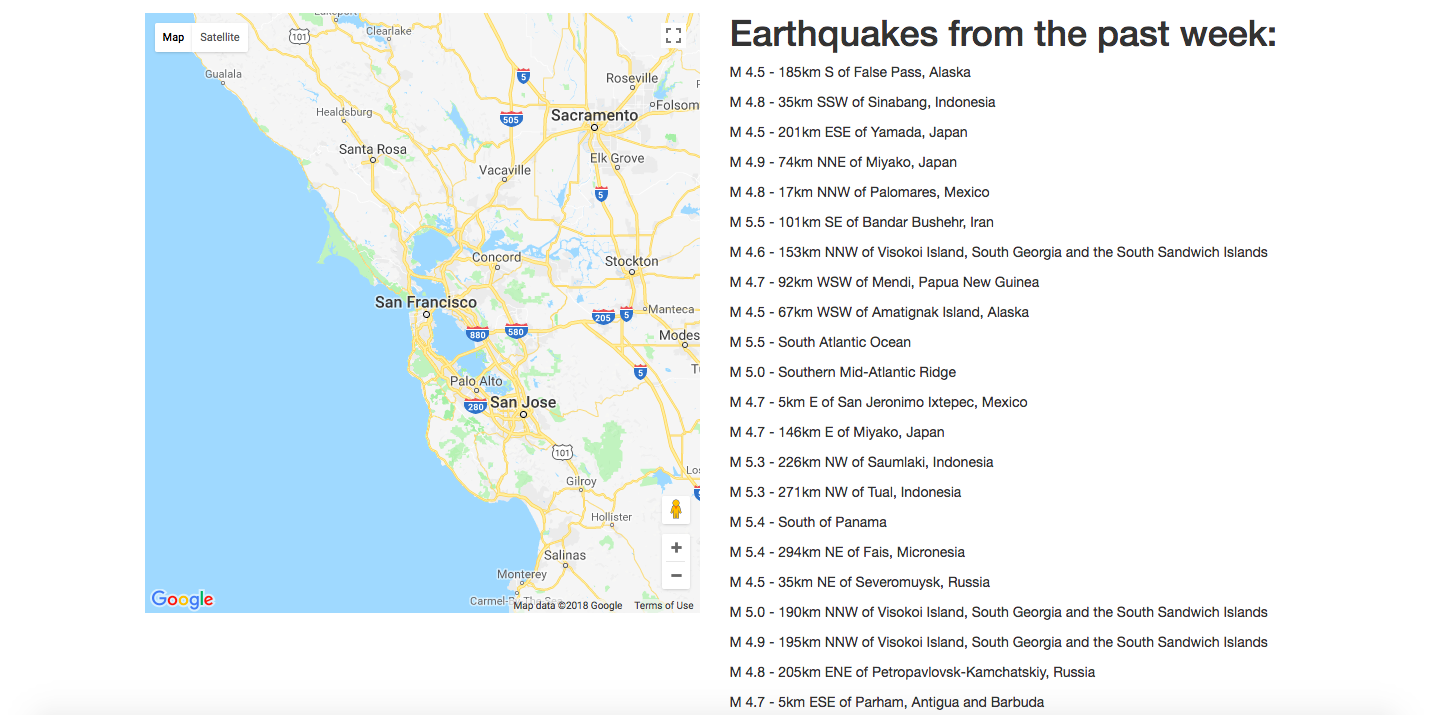 Map
Satellite
Lakeport
Clearlake
101
Gualala
5
Roseville
Folsom
Healdsburg
505
Sacramento
Santa Rosa
Elk Grove
Vacaville
5
Concord
Stockton
San Francisco
Manteca
205
5
880
580
Modes
5
Palo Alto
280
San Jose
101
Los
Gilroy
Hollister
Salinas
Monterey
Google
Carmel-By-The-Sea
Map data ©2018 Google
Terms of Use
Earthquakes from the past week:
M 4.5 - 185km S of False Pass, Alaska
M 4.8 - 35km SSW of Sinabang, Indonesia
M 4.5 - 201km ESE of Yamada, Japan
M 4.9 - 74km NNE of Miyako, Japan
M 4.8 - 17km NNW of Palomares, Mexico
M 5.5 - 101km SE of Bandar Bushehr, Iran
M 4.6 - 153km NNW of Visokoi Island, South Georgia and the South Sandwich Islands
M 4.7 - 92km WSW of Mendi, Papua New Guinea
M 4.5 - 67km WSW of Amatignak Island, Alaska
M 5.5 - South Atlantic Ocean
M 5.0 - Southern Mid-Atlantic Ridge
M 4.7 - 5km E of San Jeronimo Ixtepec, Mexico
M 4.7 - 146km E of Miyako, Japan
M 5.3 - 226km NW of Saumlaki, Indonesia
M 5.3 - 271km NW of Tual, Indonesia
M 5.4 - South of Panama
M 5.4 - 294km NE of Fais, Micronesia
M 4.5 - 35km NE of Severomuysk, Russia
M 5.0 - 190km NNW of Visokoi Island, South Georgia and the South Sandwich Islands
M 4.9 - 195km NNW of Visokoi Island, South Georgia and the South Sandwich Islands
M 4.8 - 205km ENE of Petropavlovsk-Kamchatskiy, Russia
M 4.7 - 5km ESE of Parham, Antigua and Barbuda